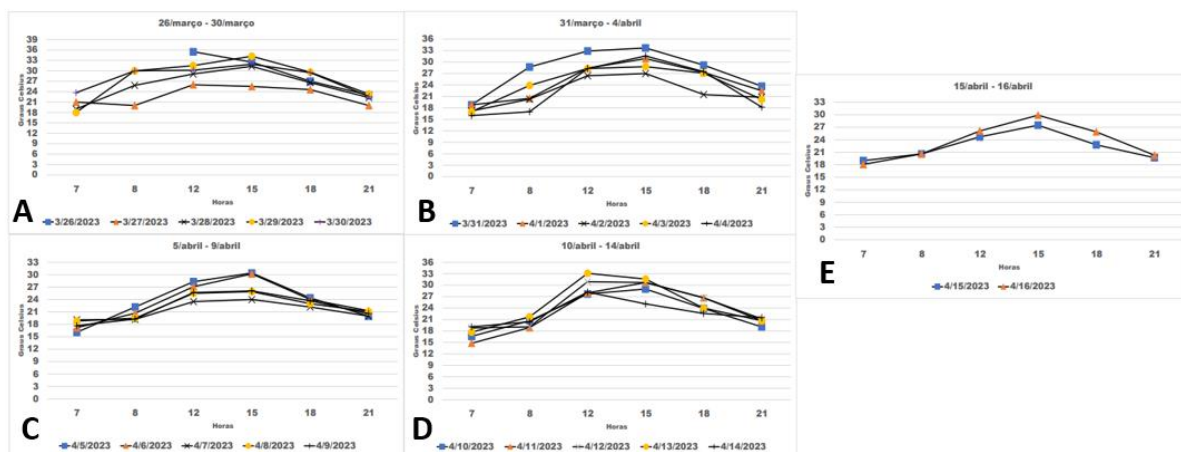 26/março - 30/março
Graus Celsius
39
36
33
30
27
24
21
18
15
12
9
6
3
0
7 8 12 15 18 21
Horas
A
3/26/2023 3/27/2023 3/28/2023 3/29/2023 3/30/2023
31/março - 4/abril
Graus Celsius
36
33
30
27
24
21
18
15
12
9
6
3
0
7 8 12 15 18 21
Horas
B
3/31/2023 4/1/2023 4/2/2023 4/3/2023 4/4/2023
5/abril - 9/abril
Graus Celsius
33
30
27
24
21
18
15
12
9
6
3
0
7 8 12 15 18 21
Horas
C
4/5/2023 4/6/2023 4/7/2023 4/8/2023 4/9/2023
10/abril - 14/abril
Graus Celsius
36
33
30
27
24
21
18
15
12
9
6
3
0
7 8 12 15 18 21
Horas
D
4/10/2023 4/11/2023 4/12/2023 4/13/2023 4/14/2023
15/abril - 16/abril
Graus Celsius
33
30
27
24
21
18
15
12
9
6
3
0
7 8 12 15 18 21
Horas
E
4/15/2023 4/16/2023